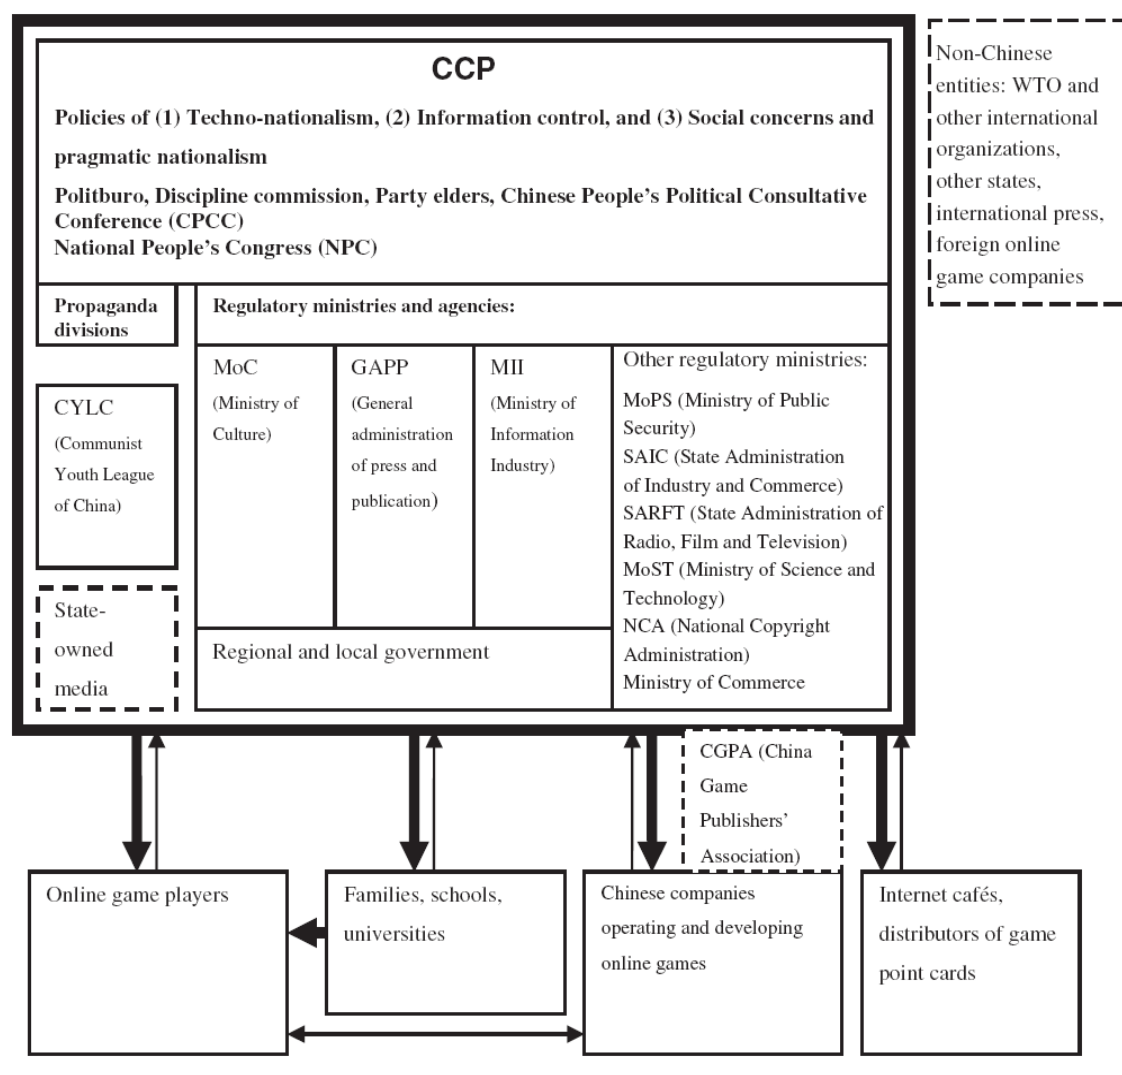 CCP
Policies of (1) Techno-nationalism, (2) Information control, and (3) Social concerns and
pragmatic nationalism
Politburo, Discipline commission, Party elders, Chinese People's Political Consultative
Conference (CPCC)
National People's Congress (NPC)
Propaganda
divisions
Regulatory ministries and agencies:
CYLC
(Communist
Youth League
of China)
State-
owned
media
MoC
(Ministry of
Culture)
GAPP
(General
administration
of press and
publication)
MII
(Ministry of
Information
Industry)
Other regulatory ministries:
MoPS (Ministry of Public
Security)
SAIC (State Administration
of Industry and Commerce)
SARFT (State Administration of
Radio, Film and Television)
MoST (Ministry of Science and
Technology)
NCA (National Copyright
Administration)
Ministry of Commerce
Regional and local government
Non-Chinese
entities: WTO and
other international
organizations,
other states,
international press,
foreign online
game companies
CGPA (China
Game
Publishers'
Association)
Online game players
Families, schools,
universities
Chinese companies
operating and developing
online games
Internet cafés,
distributors of game
point cards